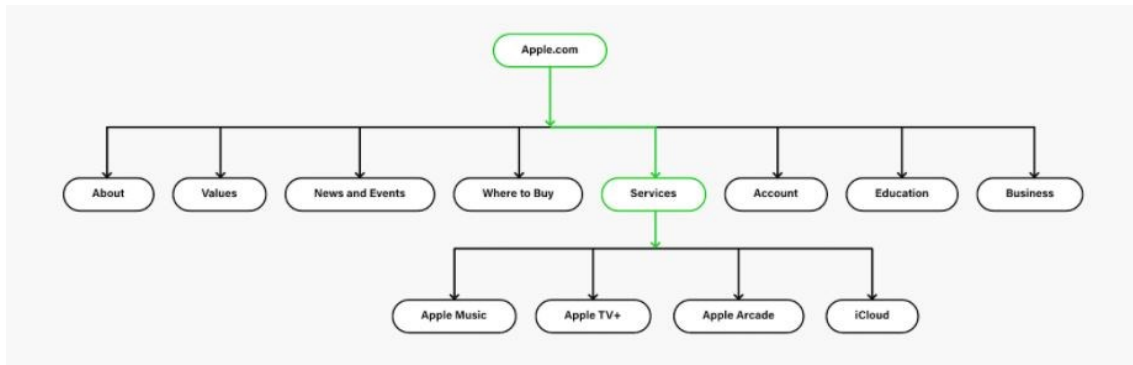 Apple.com
About
Values
News and Events
Where to Buy
Services
Account
Education
Business
Apple Music
Apple TV+
Apple Arcade
iCloud